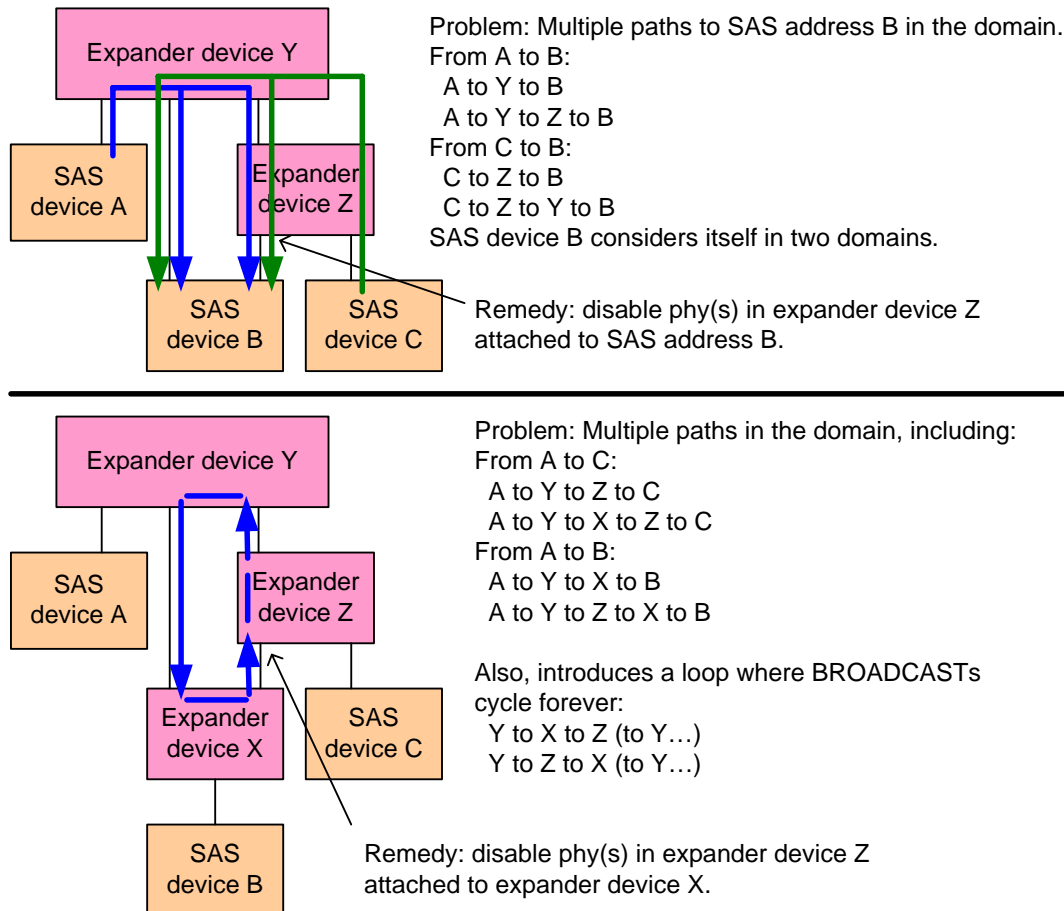 Expander device Y
SAS
device A
Expander
device Z
SAS
device B
SAS
device C
Problem: Multiple paths to SAS address B in the domain.
From A to B:
A to Y to B
A to Y to Z to B
From C to B:
C to Z to B
C to Z to Y to B
SAS device B considers itself in two domains.
Remedy: disable phy(s) in expander device Z
attached to SAS address B.
Expander device Y
SAS
device A
Expander
device Z
Expander
device X
SAS
device C
SAS
device B
Problem: Multiple paths in the domain, including:
From A to C:
A to Y to Z to C
A to Y to X to Z to C
From A to B:
A to Y to X to B
A to Y to Z to X to B
Also, introduces a loop where BROADCASTs
cycle forever:
Y to X to Z (to Y…)
Y to Z to X (to Y…)
Remedy: disable phy(s) in expander device Z
attached to expander device X.